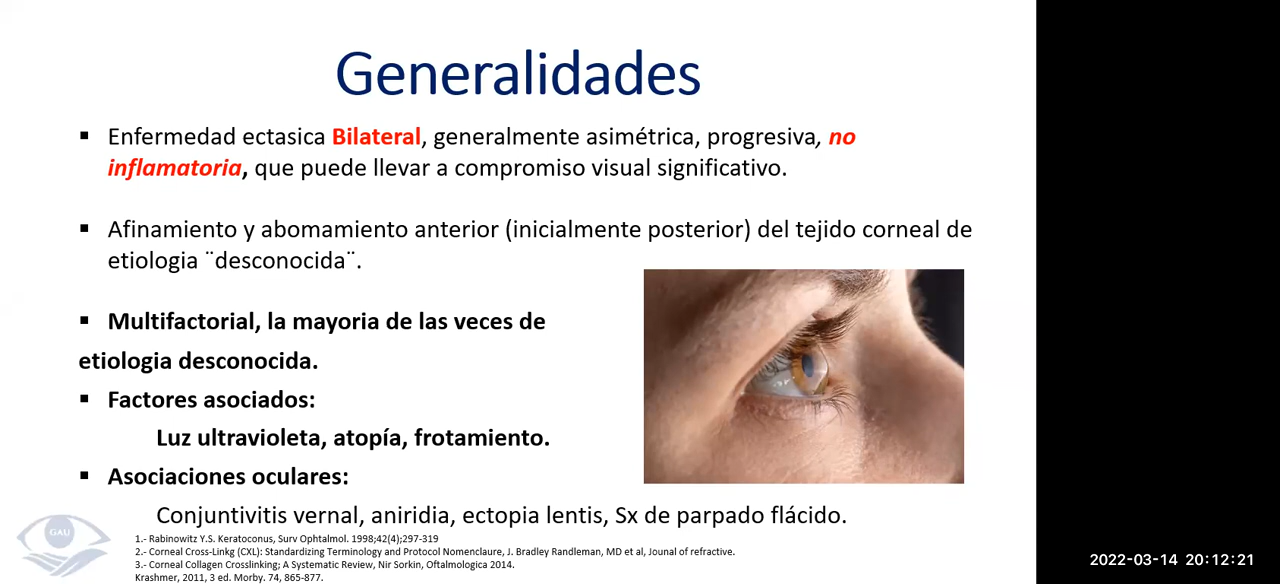 Generalidades
▪ Enfermedad ectasica Bilateral, generalmente asimétrica, progresiva, no
inflamatoria, que puede llevar a compromiso visual significativo.
▪ Afinamiento y abomamiento anterior (inicialmente posterior) del tejido corneal de
etiologia ¨desconocida¨.
▪ Multifactorial, la mayoria de las veces de
etiologia desconocida.
▪ Factores asociados:
Luz ultravioleta, atopía, frotamiento.
▪ Asociaciones oculares:
Conjuntivitis vernal, aniridia, ectopia lentis, Sx de parpado flácido.
GAU
1.- Rabinowitz Y.S. Keratoconus, Surv Ophtalmol. 1998;42(4);297-319
2.- Corneal Cross-Linkg (CXL): Standardizing Terminology and Protocol Nomenclaure, J. Bradley Randleman, MD et al, Jounal of refractive.
3.- Corneal Collagen Crosslinking; A Systematic Review, Nir Sorkin, Oftalmologica 2014.
Krashmer, 2011, 3 ed. Morby. 74, 865-877.
2022-03-14 20:12:21